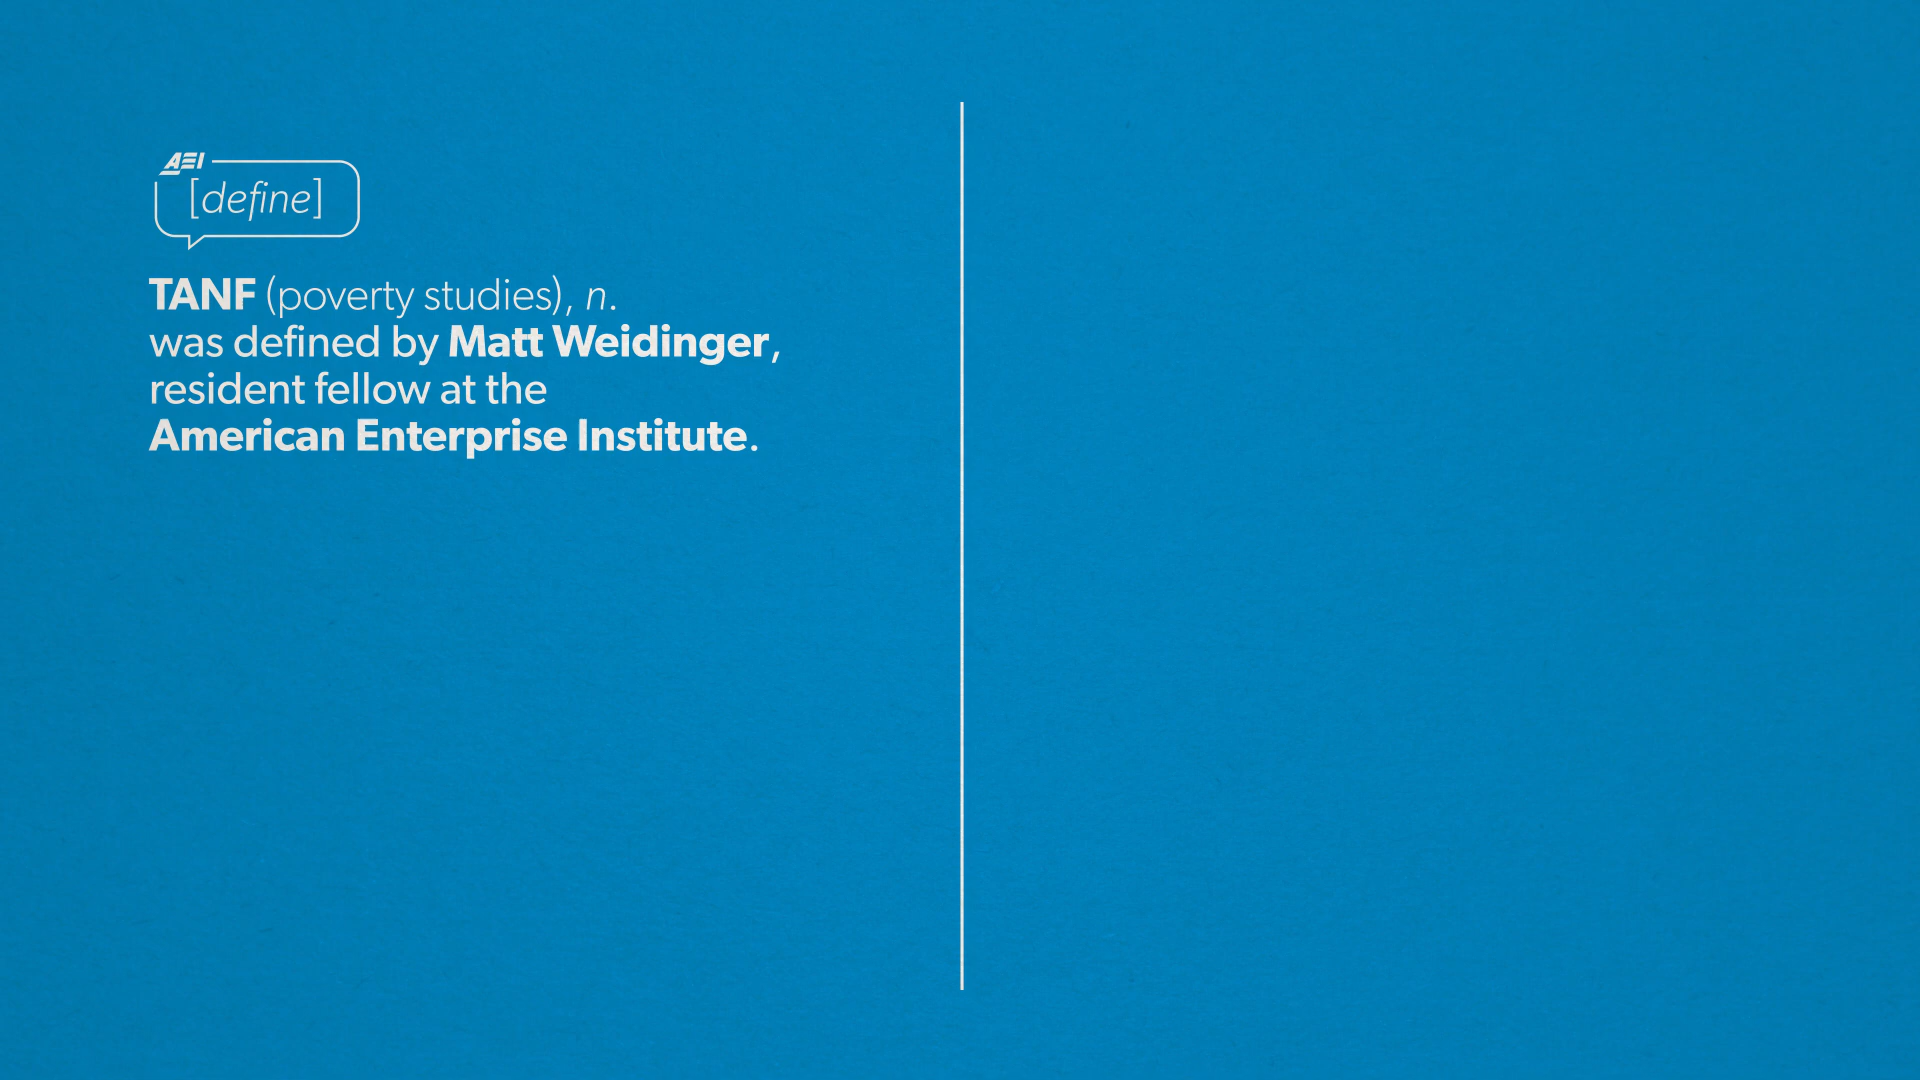 AEI
[define]
TANF (poverty studies), n.
was defined by Matt Weidinger,
resident fellow at the
American Enterprise Institute.